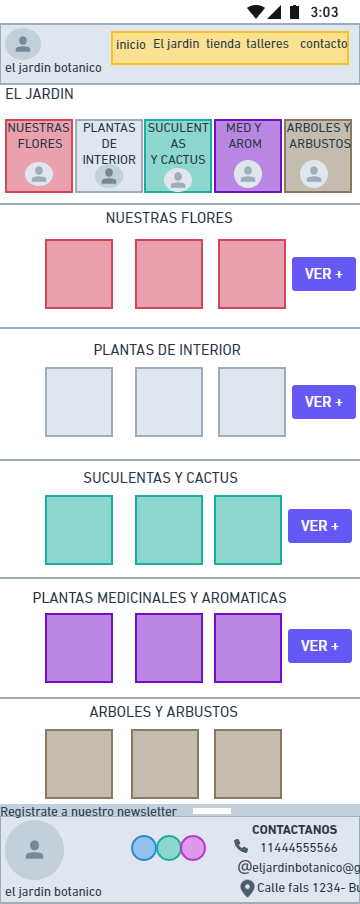 3:03
inicio El jardin tienda talleres contacto
el jardin botanico
EL JARDIN
NUESTRAS
FLORES
PLANTAS
DE
INTERIOR
SUCULENT
AS
Y CACTUS
MED Y
AROM
ARBOLES Y
ARBUSTOS
NUESTRAS FLORES
VER +
PLANTAS DE INTERIOR
VER +
SUCULENTAS Y CACTUS
VER +
PLANTAS MEDICINALES Y AROMATICAS
VER +
ARBOLES Y ARBUSTOS
Registrate a nuestro newsletter
CONTACTANOS
11444555566
@eljardinbotanico@g
Calle fals 1234- Bu
el jardin botanico